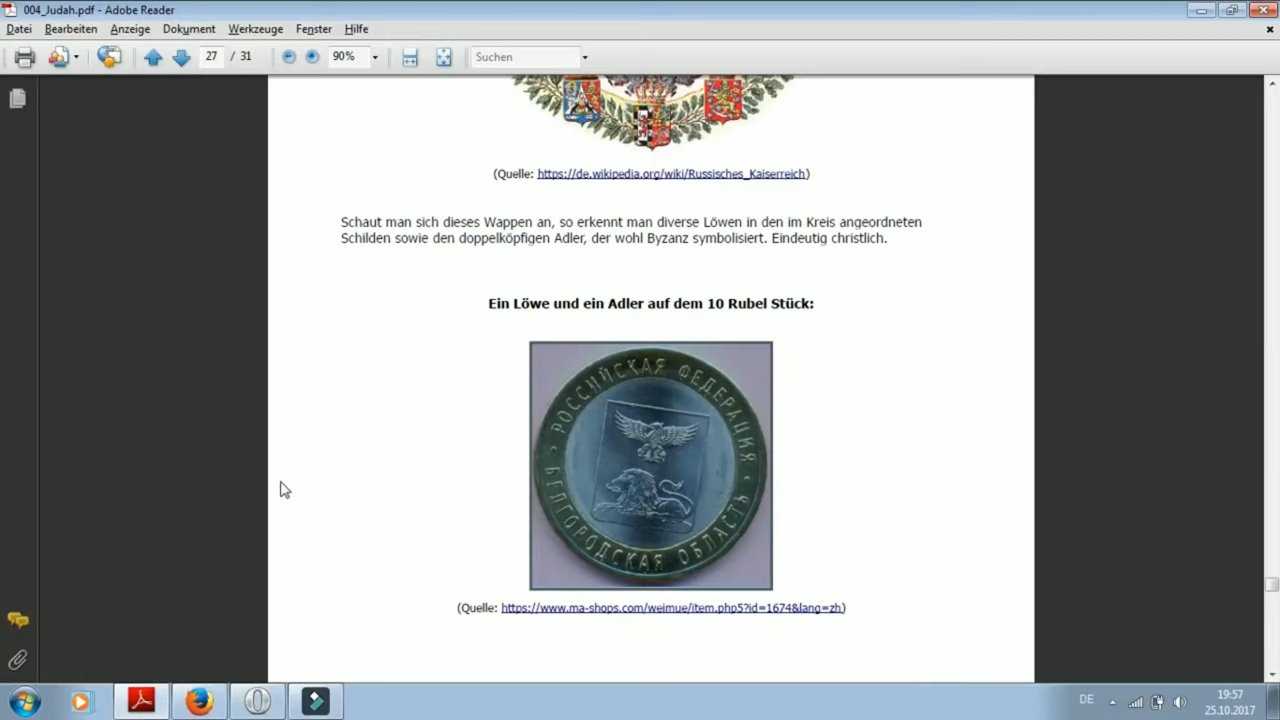 004_Judah.pdf - Adobe Reader
Datei Bearbeiten Anzeige Dokument Werkzeuge Fenster Hilfe
27 / 31 90% Suchen
(Quelle: https://de.wikipedia.org/wiki/Russisches_Kaiserreich)
Schaut man sich dieses Wappen an, so erkennt man diverse Löwen in den im Kreis angeordneten
Schilden sowie den doppelköpfigen Adler, der wohl Byzanz symbolisiert. Eindeutig christlich.
Ein Löwe und ein Adler auf dem 10 Rubel Stück:
РОССИЙСКАЯ ФЕДЕРАЦИЯ
БЕЛГОРОДСКАЯ ОБЛАСТЬ
(Quelle: https://www.ma-shops.com/weimue/item.php5?id=1674&lang=zh)
DE
19:57
25.10.2017